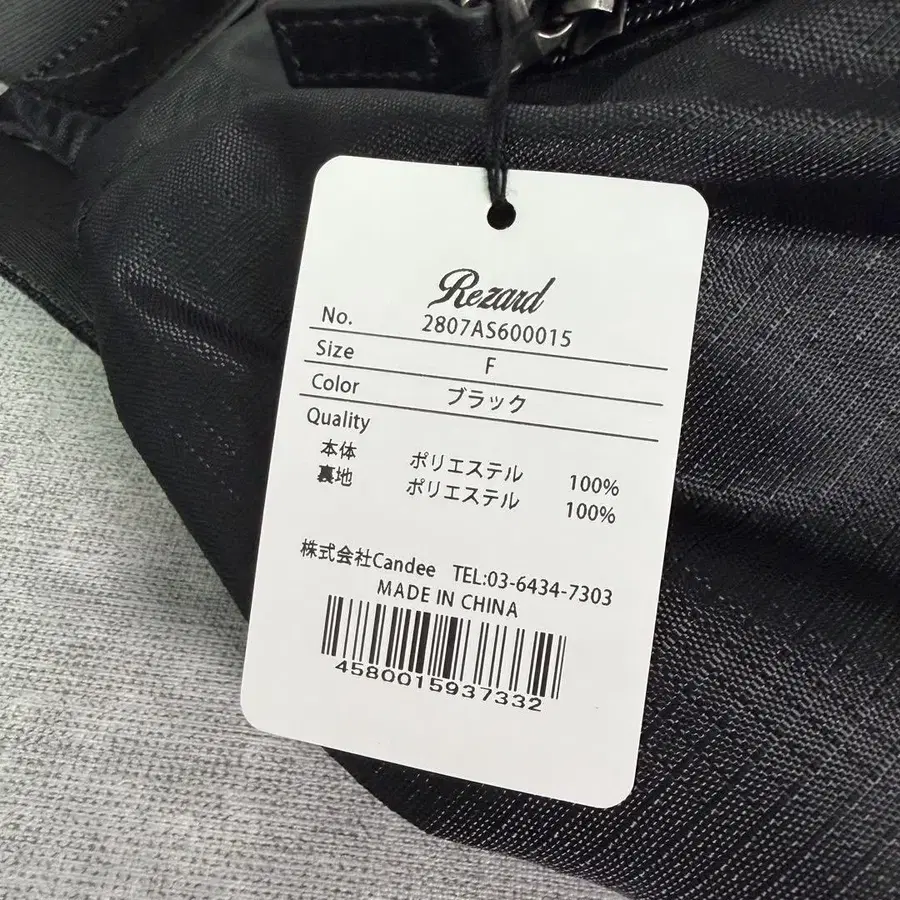 Rezard
No. 2807AS600015
Size F
Color ブラック
Quality
本体 ポリエステル 100%
裏地 ポリエステル 100%
株式会社Candee TEL:03-6434-7303
MADE IN CHINA
4580015937332